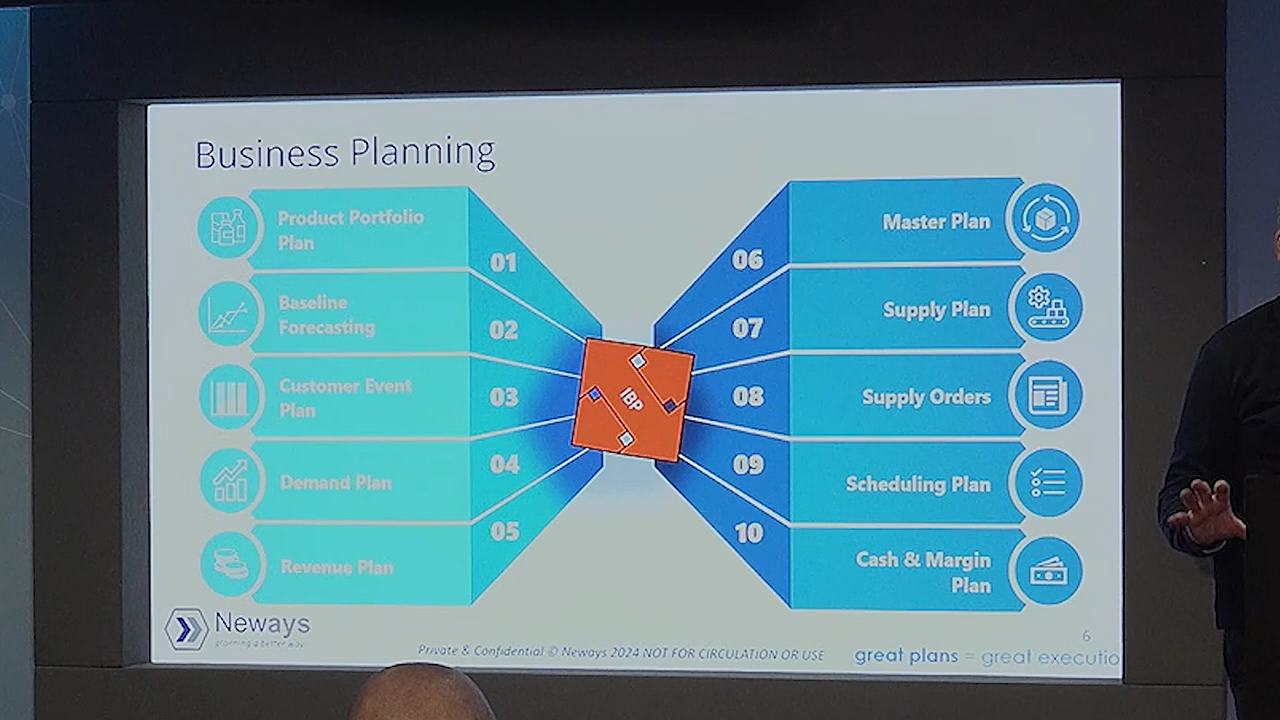 Business Planning
Product Portfolio
Plan
01
Baseline
Forecasting
02
Customer Event
Plan
03
Demand Plan
04
Revenue Plan
05
IBP
06
Master Plan
07
Supply Plan
08
Supply Orders
09
Scheduling Plan
10
Cash & Margin
Plan
Neways
planning a better way
Private & Confidential © Neways 2024 NOT FOR CIRCULATION OR USE
6
great plans = great executio